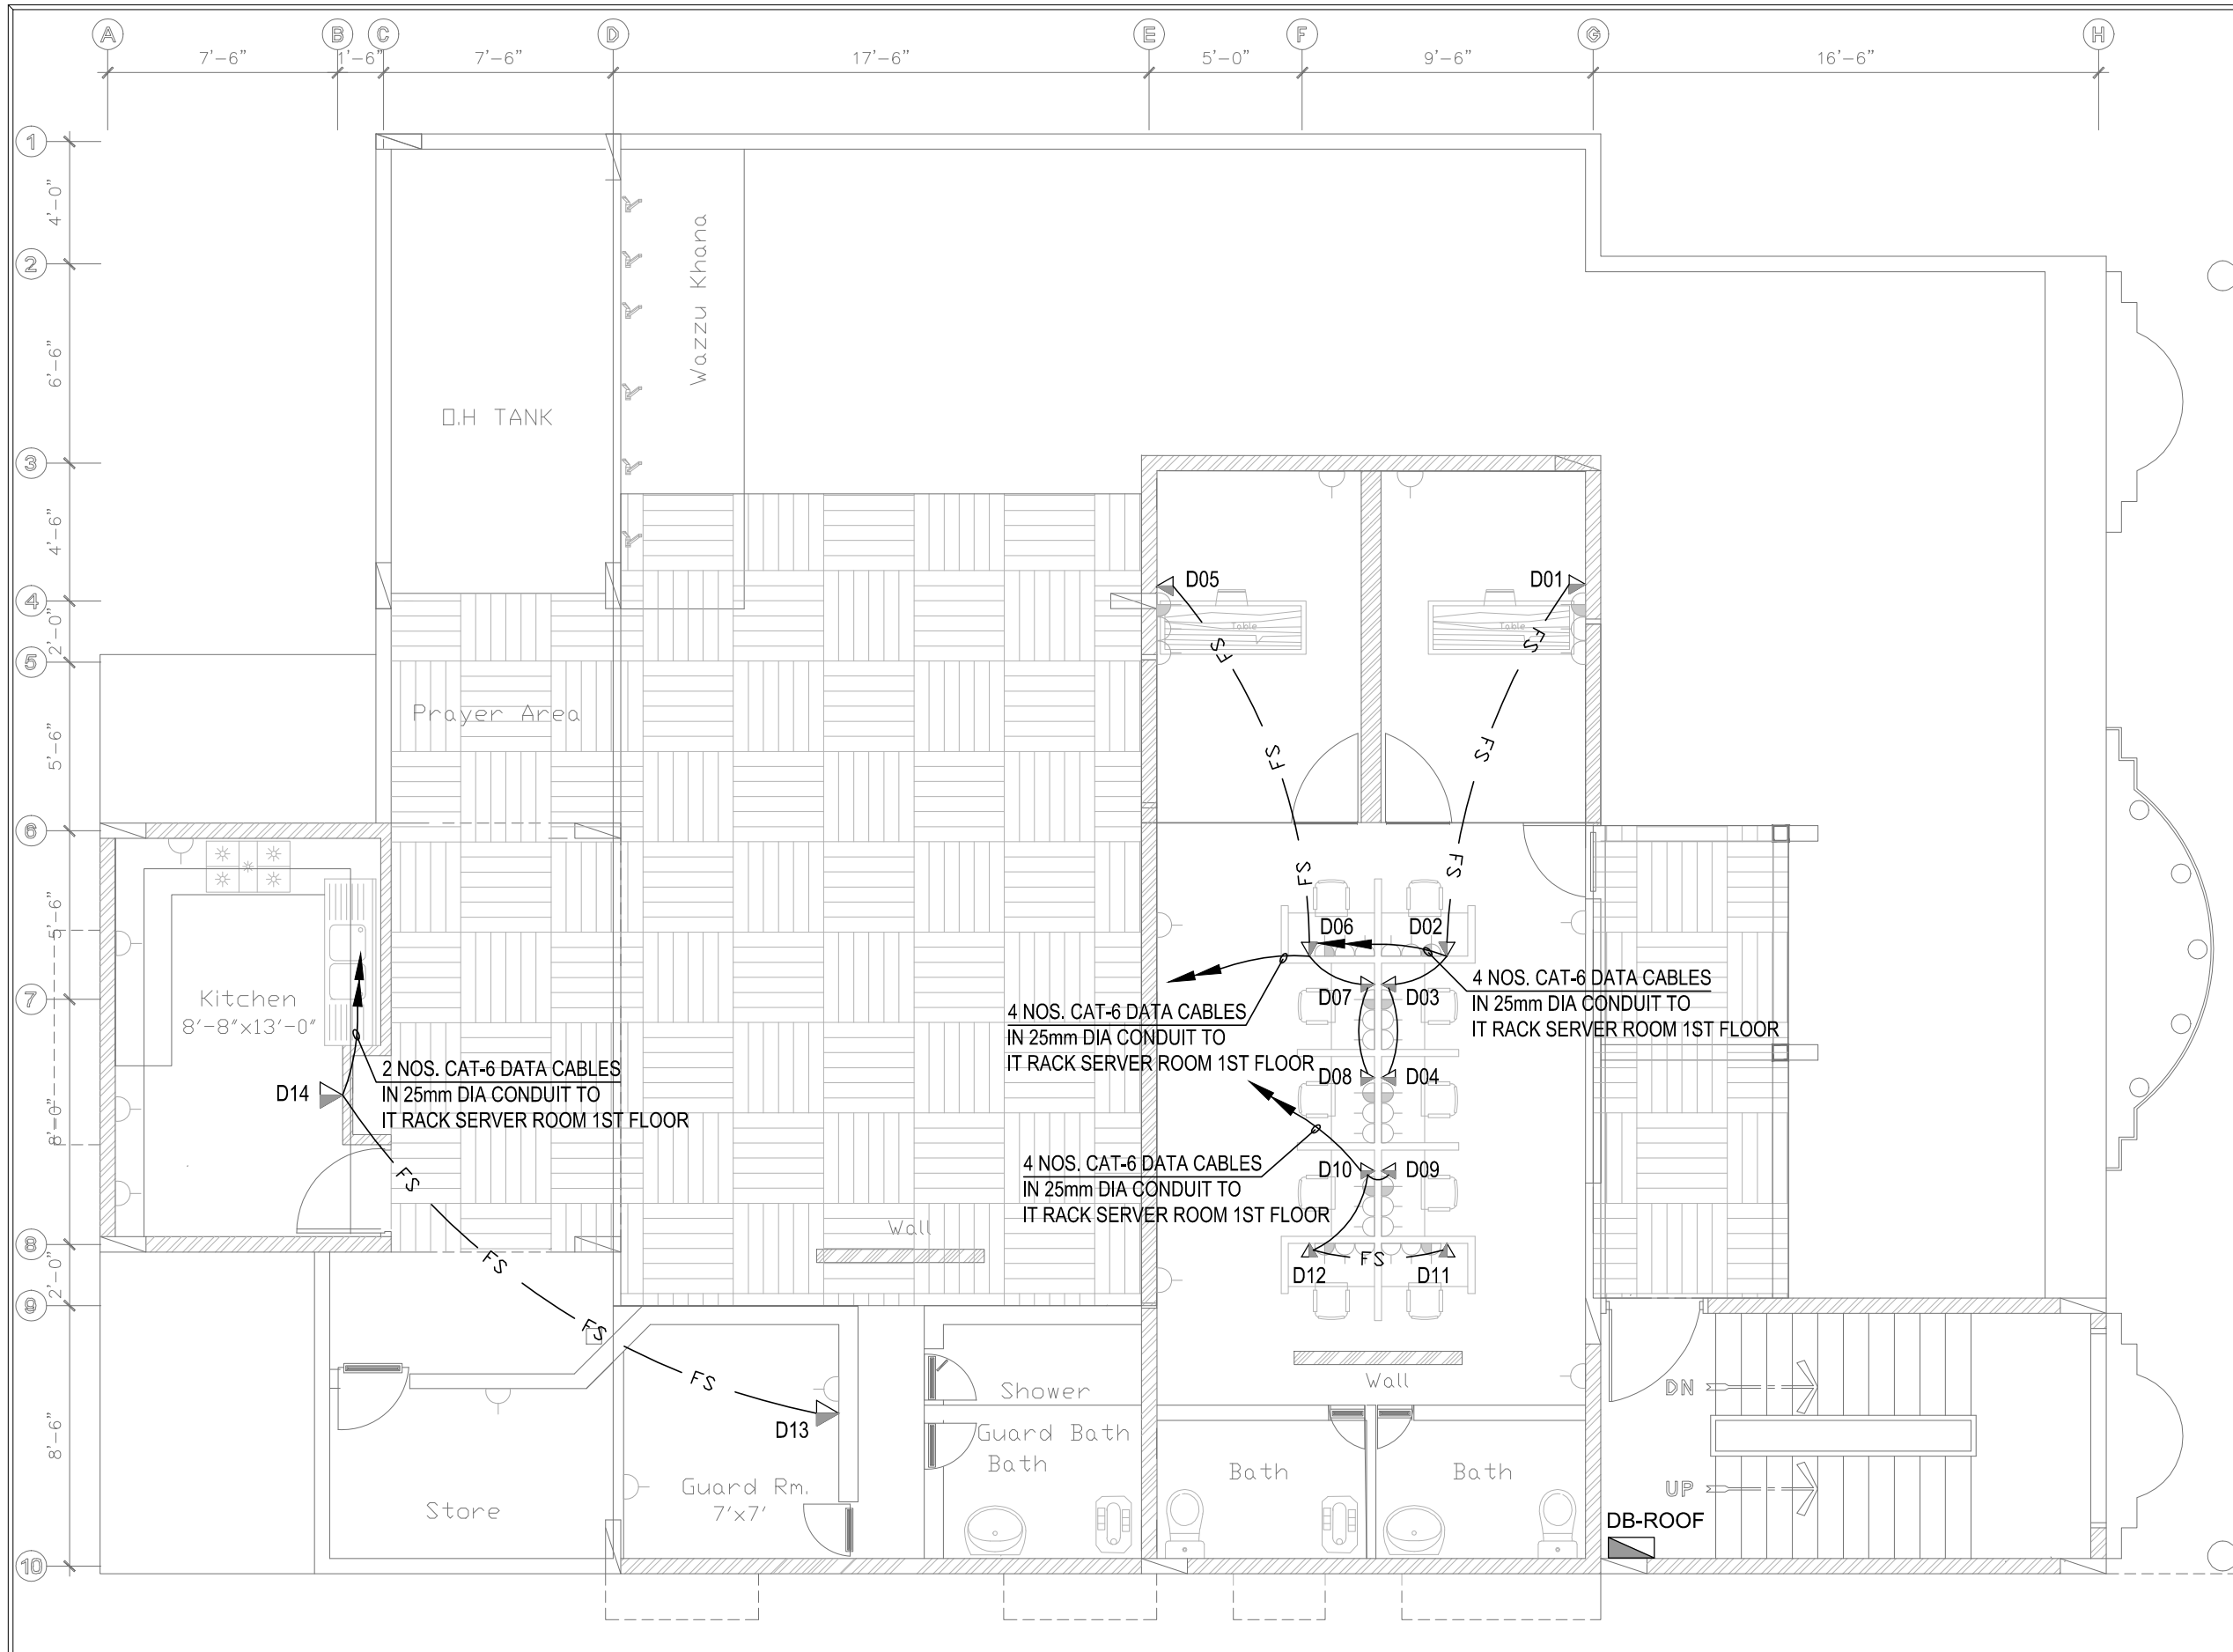 A B C D E F G H
7'-6" 1'-6" 7'-6" 17'-6" 5'-0" 9'-6" 16'-6"
1
4'-0"
2
6'-6"
3
4'-6"
4
2'-0"
5
5'-6"
6
5'-6"
7
8'-0"
8
2'-0"
9
8'-6"
10
Wazzu Khana
O.H TANK
Prayer Area
D05
D01
Table
Table
FS
FS
FS
FS
FS
FS
D06
D02
D07
D03
4 NOS. CAT-6 DATA CABLES
IN 25mm DIA CONDUIT TO
IT RACK SERVER ROOM 1ST FLOOR
4 NOS. CAT-6 DATA CABLES
IN 25mm DIA CONDUIT TO
IT RACK SERVER ROOM 1ST FLOOR
Kitchen
8'-8"x13'-0"
2 NOS. CAT-6 DATA CABLES
IN 25mm DIA CONDUIT TO
IT RACK SERVER ROOM 1ST FLOOR
D14
D08
D04
4 NOS. CAT-6 DATA CABLES
IN 25mm DIA CONDUIT TO
IT RACK SERVER ROOM 1ST FLOOR
D10
D09
FS
FS
FS
FS
Wall
D12
FS
D11
D13
Shower
Guard Bath
Bath
Wall
DN
Guard Rm.
7'x7'
Store
Bath
Bath
UP
DB-ROOF